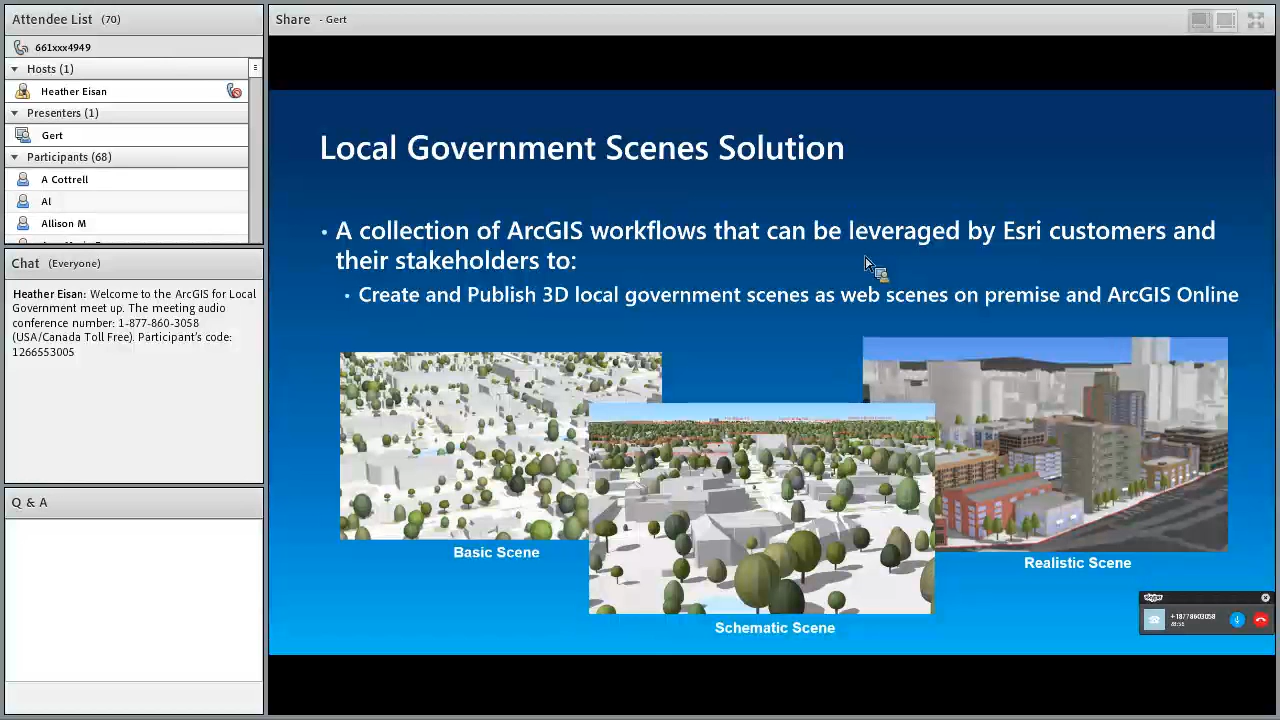 Attendee List (70)
661xxx4949
Hosts (1)
Heather Eisan
Presenters (1)
Gert
Participants (68)
A Cottrell
Al
Allison M
Chat (Everyone)
Heather Eisan: Welcome to the ArcGIS for Local
Government meet up. The meeting audio
conference number: 1-877-860-3058
(USA/Canada Toll Free). Participant's code:
1266553005
Q & A
Share - Gert
Local Government Scenes Solution
• A collection of ArcGIS workflows that can be leveraged by Esri customers and
their stakeholders to:
• Create and Publish 3D local government scenes as web scenes on premise and ArcGIS Online
Basic Scene
Schematic Scene
Realistic Scene
skype
+18778603058